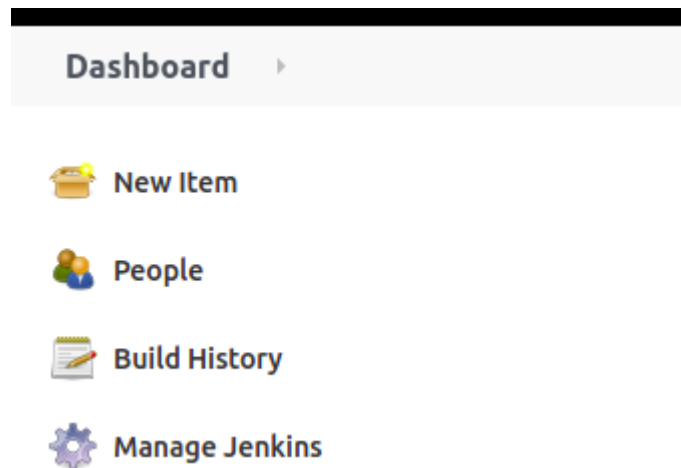 Dashboard
New Item
People
Build History
Manage Jenkins